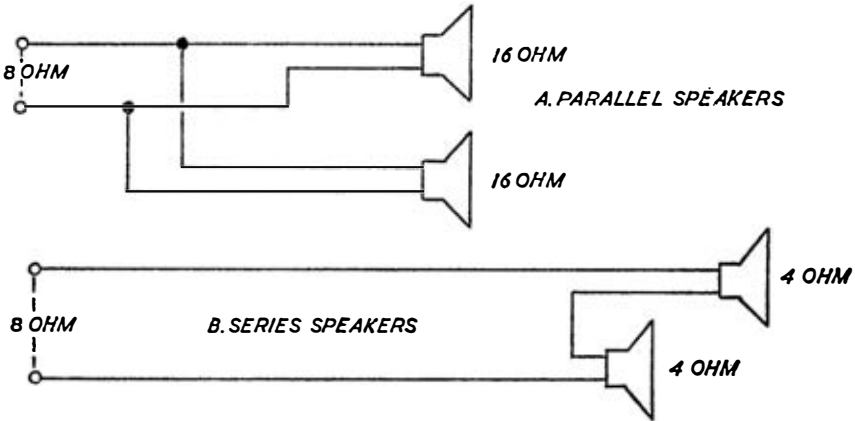 16 OHM
8 OHM
A. PARALLEL SPEAKERS
16 OHM
4 OHM
8 OHM
B. SERIES SPEAKERS
4 OHM